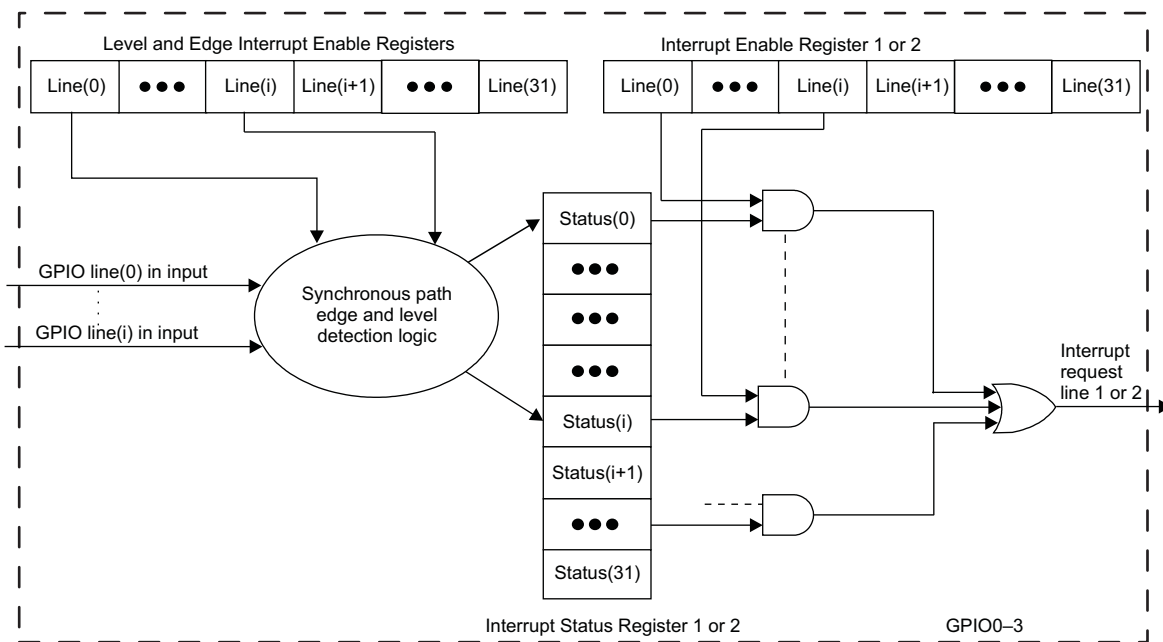 Level and Edge Interrupt Enable Registers
Interrupt Enable Register 1 or 2
Line(0) ●●● Line(i) Line(i+1) ●●● Line(31)
Line(0) ●●● Line(i) Line(i+1) ●●● Line(31)
GPIO line(0) in input
GPIO line(i) in input
Synchronous path
edge and level
detection logic
Status(0)
●●●
●●●
●●●
Status(i)
Status(i+1)
●●●
Status(31)
Interrupt
request
line 1 or 2
Interrupt Status Register 1 or 2
GPIO0–3